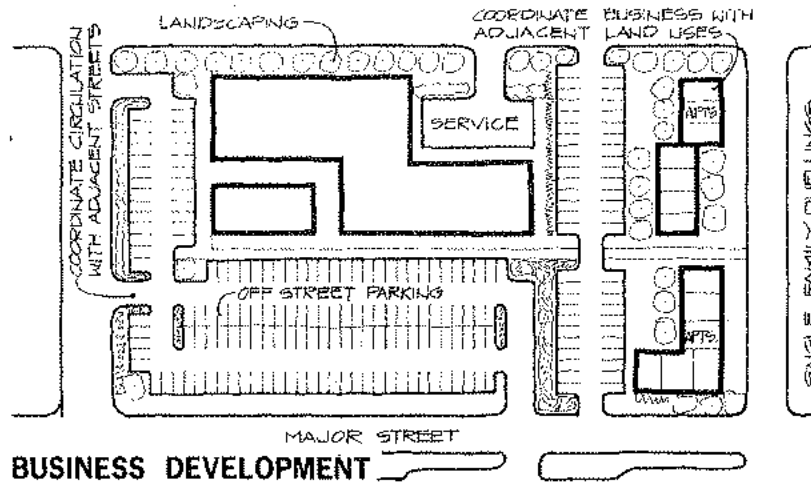 LANDSCAPING
COORDINATE BUSINESS WITH
ADJACENT LAND USES
COORDINATE CIRCULATION
WITH ADJACENT STREETS
SERVICE
APTS.
OFF STREET PARKING
APTS.
SINGLE FAMILY DWELLINGS
MAJOR STREET
BUSINESS DEVELOPMENT